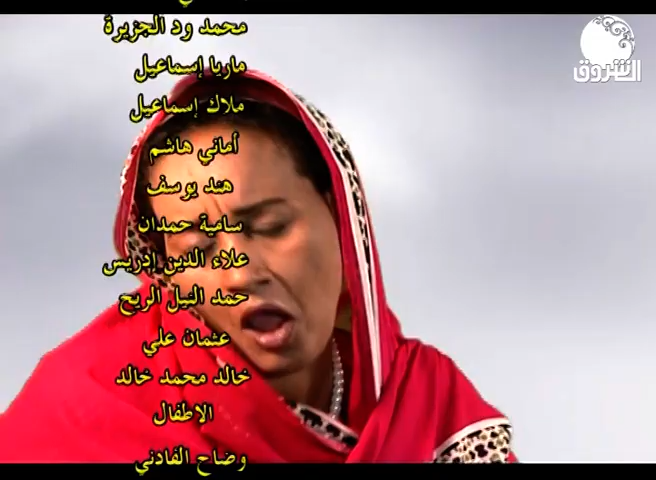 محمد ود الجزيرة
الشروق
ماريا إسماعيل
ملاك إسماعيل
أماني هاشم
هند يوسف
سامية حمدان
علاء الدين إدريس
حمد النيل الريح
عثمان علي
خالد محمد خالد
الاطفال
وضاح الفادني